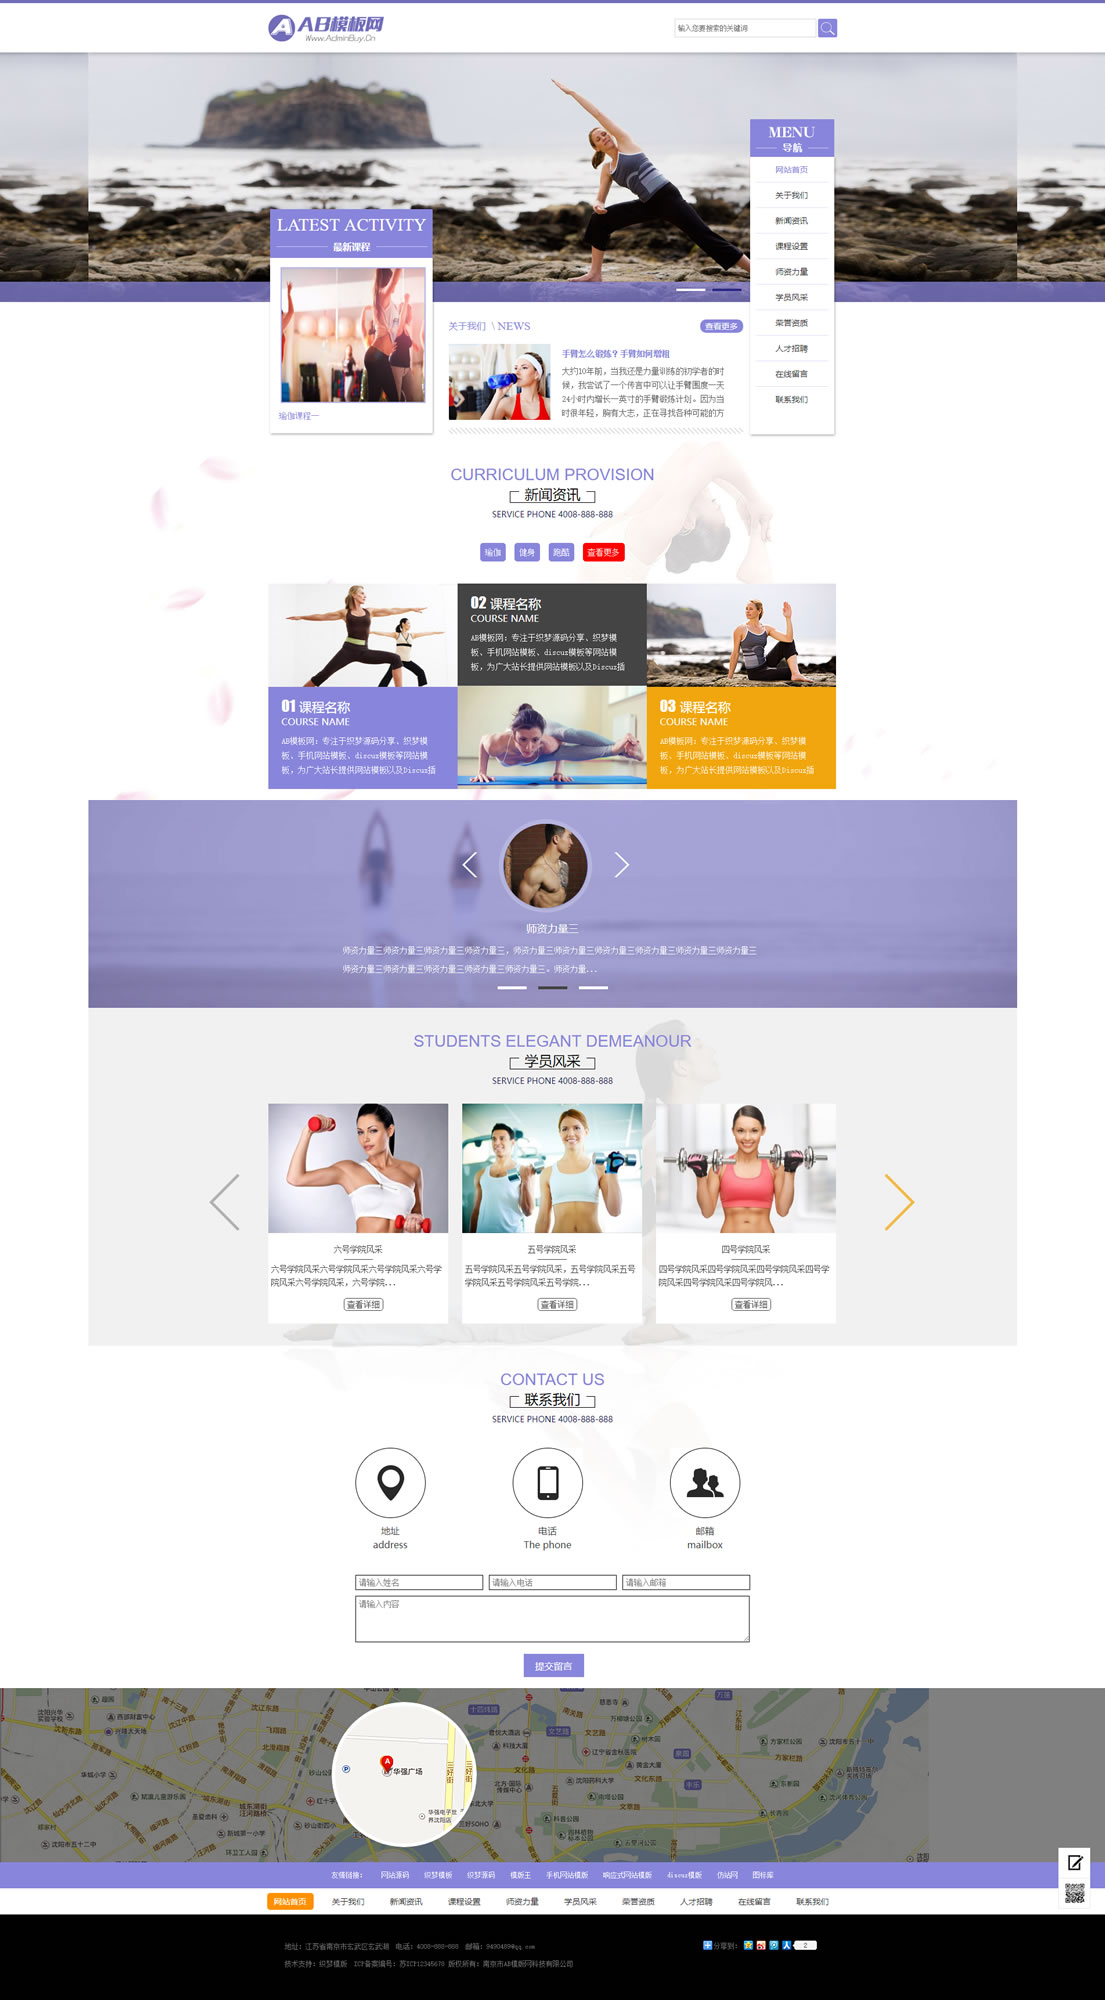 AB模板网
Www.AdminBuy.Cn
输入您要搜索的关键词
MENU
导航
网站首页
关于我们
新闻资讯
课程设置
师资力量
学员风采
荣誉资质
人才招聘
在线留言
联系我们
LATEST ACTIVITY
最新课程
瑜伽课程一
关于我们 \ NEWS
查看更多
手臂怎么锻炼？手臂如何增粗
大约10年前，当我还是力量训练的初学者的时
候，我尝试了一个传言中可以让手臂围度一天
24小时内增长一英寸的手臂锻炼计划。因为当
时很年轻，胸有大志，正在寻找各种可能的方
CURRICULUM PROVISION
新闻资讯
SERVICE PHONE 4008-888-888
瑜伽 健身 跑酷 查看更多
02 课程名称
COURSE NAME
AB模板网：专注于织梦源码分享、织梦模
板、手机网站模板、discuz模板等网站模
板，为广大站长提供网站模板以及Discuz插
01 课程名称
COURSE NAME
AB模板网：专注于织梦源码分享、织梦模
板、手机网站模板、discuz模板等网站模
板，为广大站长提供网站模板以及Discuz插
03 课程名称
COURSE NAME
AB模板网：专注于织梦源码分享、织梦模
板、手机网站模板、discuz模板等网站模
板，为广大站长提供网站模板以及Discuz插
师资力量三
师资力量三师资力量三师资力量三师资力量三，师资力量三师资力量三师资力量三师资力量三师资力量三师资力量三
师资力量三师资力量三师资力量三师资力量三师资力量三。师资力量...
STUDENTS ELEGANT DEMEANOUR
学员风采
SERVICE PHONE 4008-888-888
六号学院风采
六号学院风采六号学院风采六号学院风采六号学
院风采六号学院风采，六号学院...
查看详细
五号学院风采
五号学院风采五号学院风采，五号学院风采五号
学院风采五号学院风采五号学院...
查看详细
四号学院风采
四号学院风采四号学院风采四号学院风采四号学
院风采四号学院风采四号学院风...
查看详细
CONTACT US
联系我们
SERVICE PHONE 4008-888-888
地址
address
电话
The phone
邮箱
mailbox
请输入姓名
请输入电话
请输入邮箱
请输入内容
提交留言
华强广场
三好街
友情链接： 网站源码 织梦模板 织梦源码 模版王 手机网站模版 响应式网站模版 discuz模版 仿站网 图标库
网站首页 关于我们 新闻资讯 课程设置 师资力量 学员风采 荣誉资质 人才招聘 在线留言 联系我们
地址：江苏省南京市玄武区玄武湖 电话：4008-888-888 邮箱：9490489@qq.com
分享到： 2
技术支持：织梦模版 ICP备案编号：苏ICP12345678 版权所有：南京市AB模版网科技有限公司